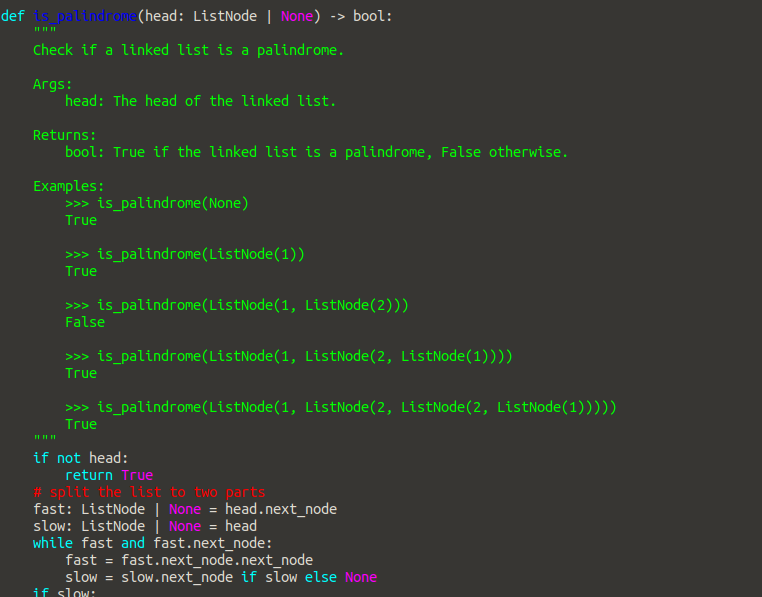 def is_palindrome(head: ListNode | None) -> bool:
    """
    Check if a linked list is a palindrome.

    Args:
        head: The head of the linked list.

    Returns:
        bool: True if the linked list is a palindrome, False otherwise.

    Examples:
        >>> is_palindrome(None)
        True

        >>> is_palindrome(ListNode(1))
        True

        >>> is_palindrome(ListNode(1, ListNode(2)))
        False

        >>> is_palindrome(ListNode(1, ListNode(2, ListNode(1))))
        True

        >>> is_palindrome(ListNode(1, ListNode(2, ListNode(2, ListNode(1)))))
        True
    """
    if not head:
        return True
    # split the list to two parts
    fast: ListNode | None = head.next_node
    slow: ListNode | None = head
    while fast and fast.next_node:
        fast = fast.next_node.next_node
        slow = slow.next_node if slow else None
    if slow: